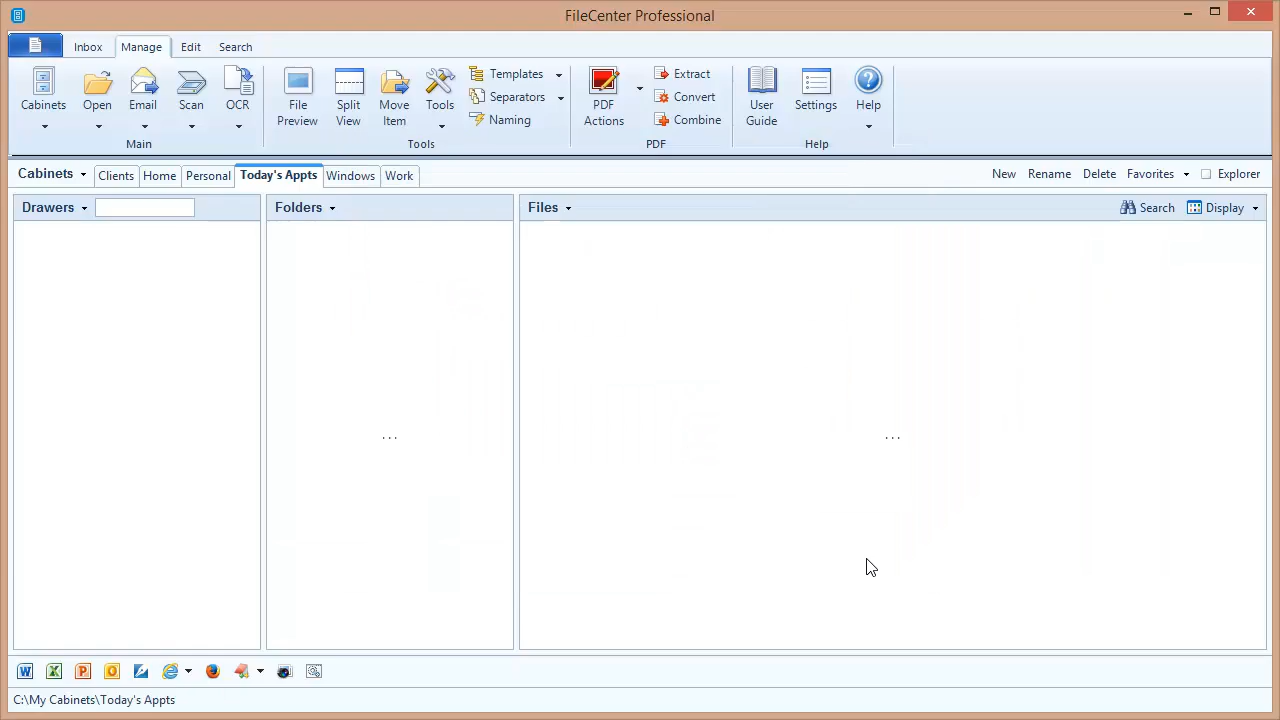 FileCenter Professional
Inbox Manage Edit Search
Cabinets Open Email Scan OCR
Main
File Preview Split View Move Item Tools
Templates
Separators
Naming
Tools
PDF Actions
Extract
Convert
Combine
PDF
User Guide Settings Help
Help
Cabinets Clients Home Personal Today's Appts Windows Work New Rename Delete Favorites Explorer
Drawers Folders Files Search Display
... ...
C:\My Cabinets\Today's Appts